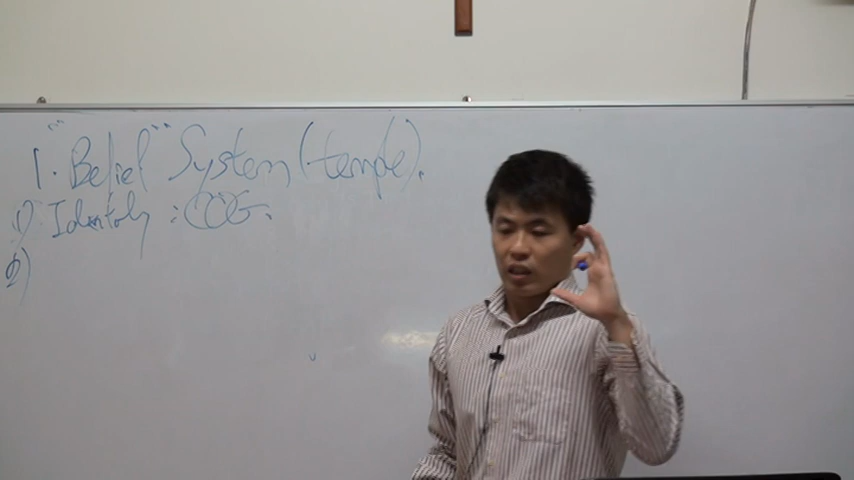 1. "Belief" System (temple).
1) Identity : COG.
2)